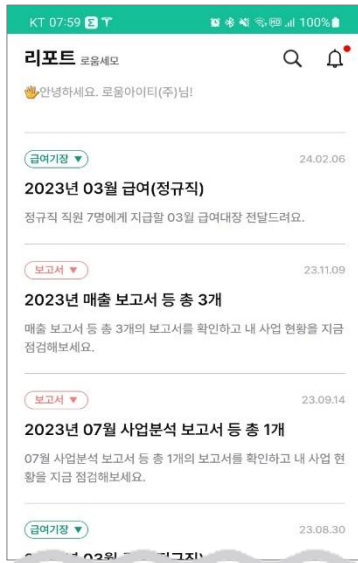 KT 07:59
100%
리포트 로움세모
👋안녕하세요. 로움아이티(주)님!
급여기장 ▼ 24.02.06
2023년 03월 급여(정규직)
정규직 직원 7명에게 지급할 03월 급여대장 전달드려요.
보고서 ▼ 23.11.09
2023년 매출 보고서 등 총 3개
매출 보고서 등 총 3개의 보고서를 확인하고 내 사업 현황을 지금
점검해보세요.
보고서 ▼ 23.09.14
2023년 07월 사업분석 보고서 등 총 1개
07월 사업분석 보고서 등 총 1개의 보고서를 확인하고 내 사업 현
황을 지금 점검해보세요.
급여기장 ▼ 23.08.30